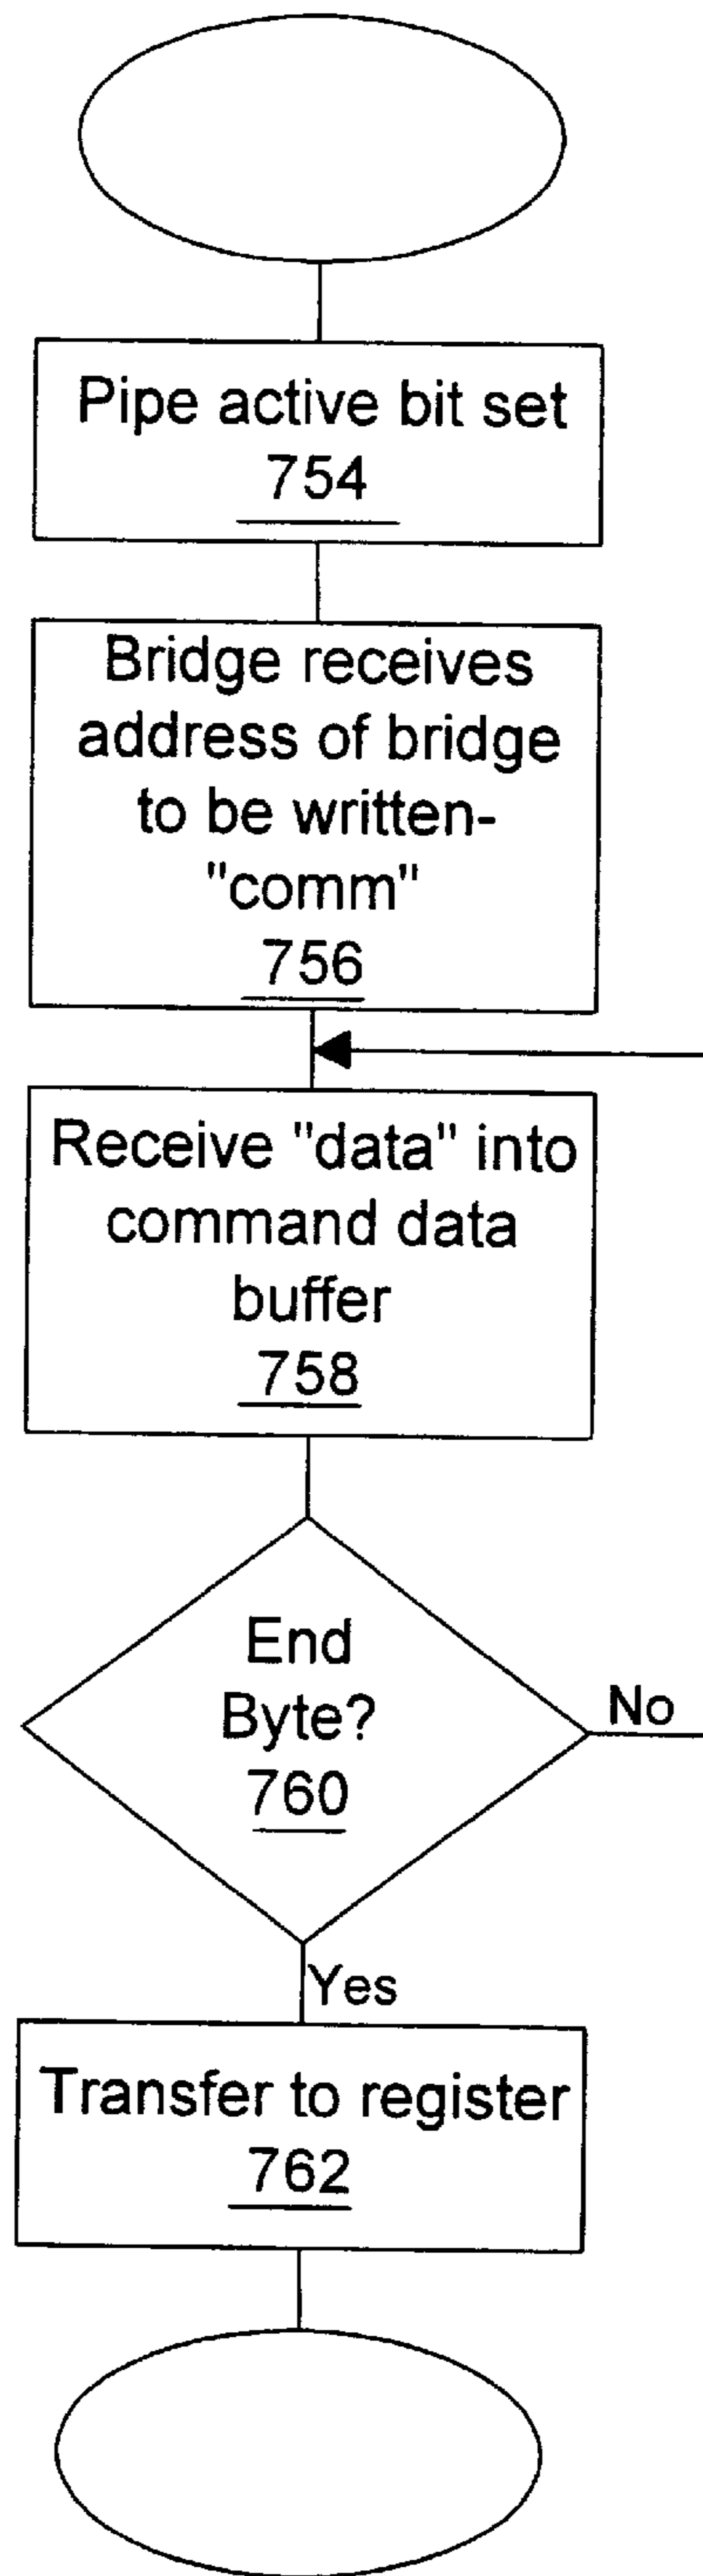 Pipe active bit set
754
Bridge receives
address of bridge
to be written-
"comm"
756
Receive "data" into
command data
buffer
758
End
Byte?
760
No
Yes
Transfer to register
762